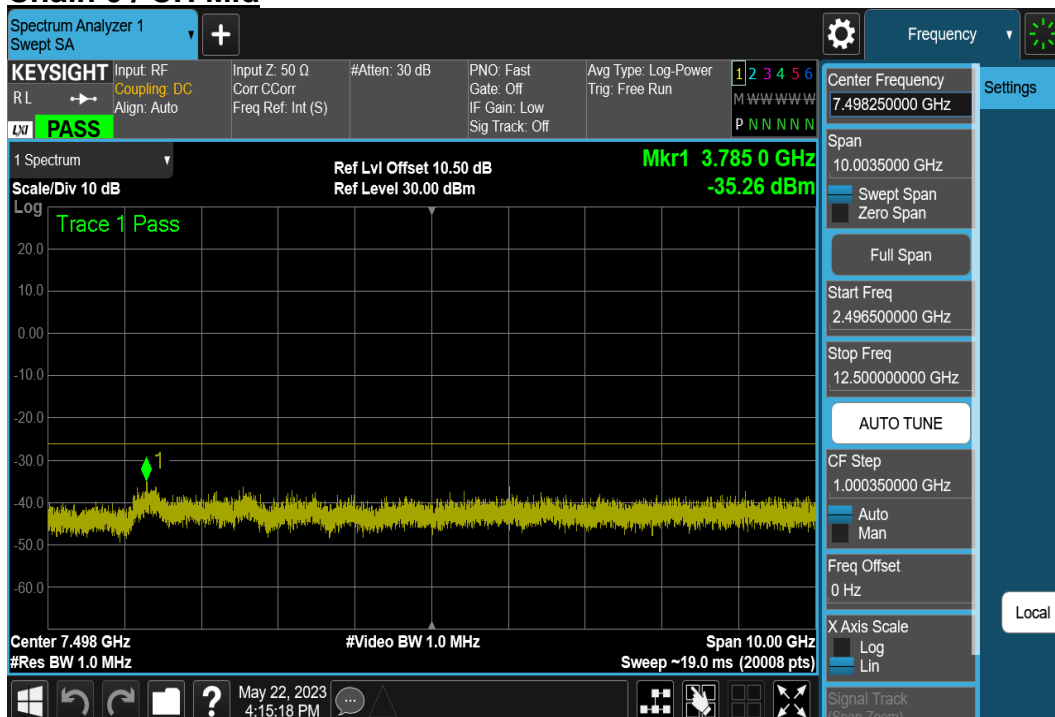 Spectrum Analyzer 1
Swept SA
Frequency
KEYSIGHT
R L
LXI PASS
Input: RF
Coupling: DC
Align: Auto
Input Z: 50 Ω
Corr CCorr
Freq Ref: Int (S)
#Atten: 30 dB
PNO: Fast
Gate: Off
IF Gain: Low
Sig Track: Off
Avg Type: Log-Power
Trig: Free Run
1 2 3 4 5 6
M W W W W W
P N N N N N
1 Spectrum
Scale/Div 10 dB
Ref Lvl Offset 10.50 dB
Ref Level 30.00 dBm
Mkr1 3.785 0 GHz
-35.26 dBm
Log
Trace 1 Pass
20.0
10.0
0.00
-10.0
-20.0
-30.0
-40.0
-50.0
-60.0
1
Center 7.498 GHz
#Res BW 1.0 MHz
#Video BW 1.0 MHz
Span 10.00 GHz
Sweep ~19.0 ms (20008 pts)
May 22, 2023
4:15:18 PM
Center Frequency
7.498250000 GHz
Span
10.0035000 GHz
Swept Span
Zero Span
Full Span
Start Freq
2.496500000 GHz
Stop Freq
12.500000000 GHz
AUTO TUNE
CF Step
1.000350000 GHz
Auto
Man
Freq Offset
0 Hz
X Axis Scale
Log
Lin
Signal Track
(Span Zoom)
Settings
Local